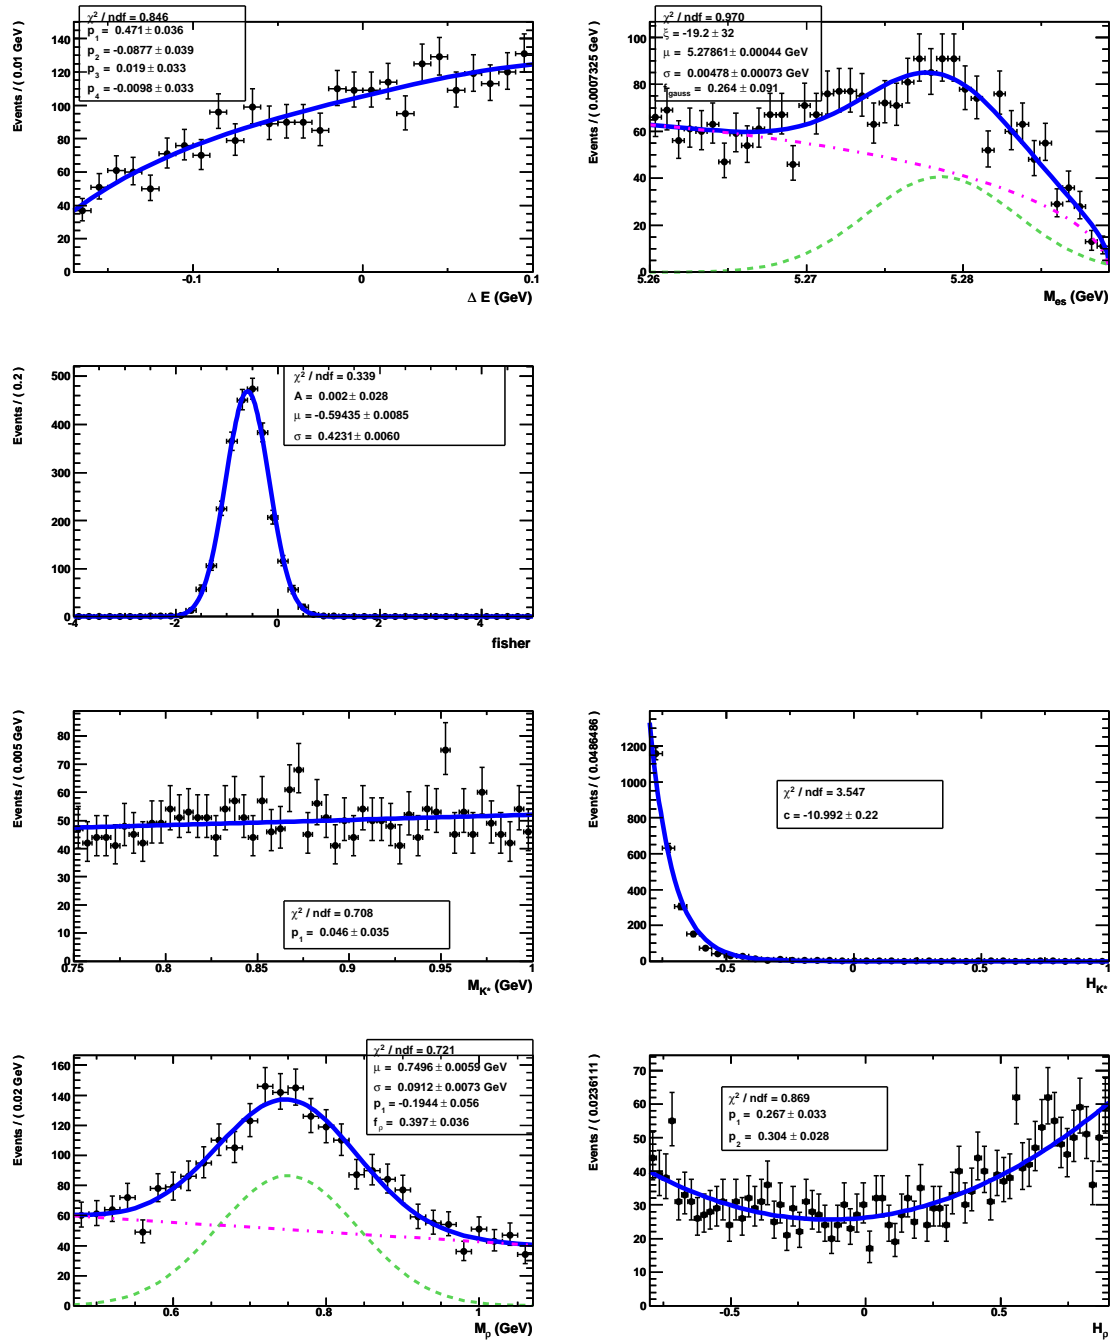 χ² / ndf = 0.846
p₁ = 0.471 ± 0.036
p₂ = -0.0877 ± 0.039
p₃ = 0.019 ± 0.033
p₄ = -0.0098 ± 0.033
Events / ( 0.01 GeV )
0
20
40
60
80
100
120
140
-0.1
0
0.1
Δ E (GeV)
χ² / ndf = 0.970
ξ = -19.2 ± 32
μ = 5.27861 ± 0.00044 GeV
σ = 0.00478 ± 0.00073 GeV
f gauss = 0.264 ± 0.091
Events / ( 0.0007325 GeV )
0
20
40
60
80
100
5.26
5.27
5.28
M es (GeV)
χ² / ndf = 0.339
A = 0.002 ± 0.028
μ = -0.59435 ± 0.0085
σ = 0.4231 ± 0.0060
Events / ( 0.2 )
0
100
200
300
400
500
-4
-2
0
2
4
fisher
Events / ( 0.005 GeV )
0
10
20
30
40
50
60
70
80
χ² / ndf = 0.708
p₁ = 0.046 ± 0.035
0.75
0.8
0.85
0.9
0.95
1
M K* (GeV)
Events / ( 0.0486486 )
0
200
400
600
800
1000
1200
χ² / ndf = 3.547
c = -10.992 ± 0.22
-0.5
0
0.5
1
H K*
χ² / ndf = 0.721
μ = 0.7496 ± 0.0059 GeV
σ = 0.0912 ± 0.0073 GeV
p₁ = -0.1944 ± 0.056
f ρ = 0.397 ± 0.036
Events / ( 0.02 GeV )
0
20
40
60
80
100
120
140
160
0.6
0.8
1
M ρ (GeV)
χ² / ndf = 0.869
p₁ = 0.267 ± 0.033
p₂ = 0.304 ± 0.028
Events / ( 0.0236111 )
0
10
20
30
40
50
60
70
-0.5
0
0.5
H ρ